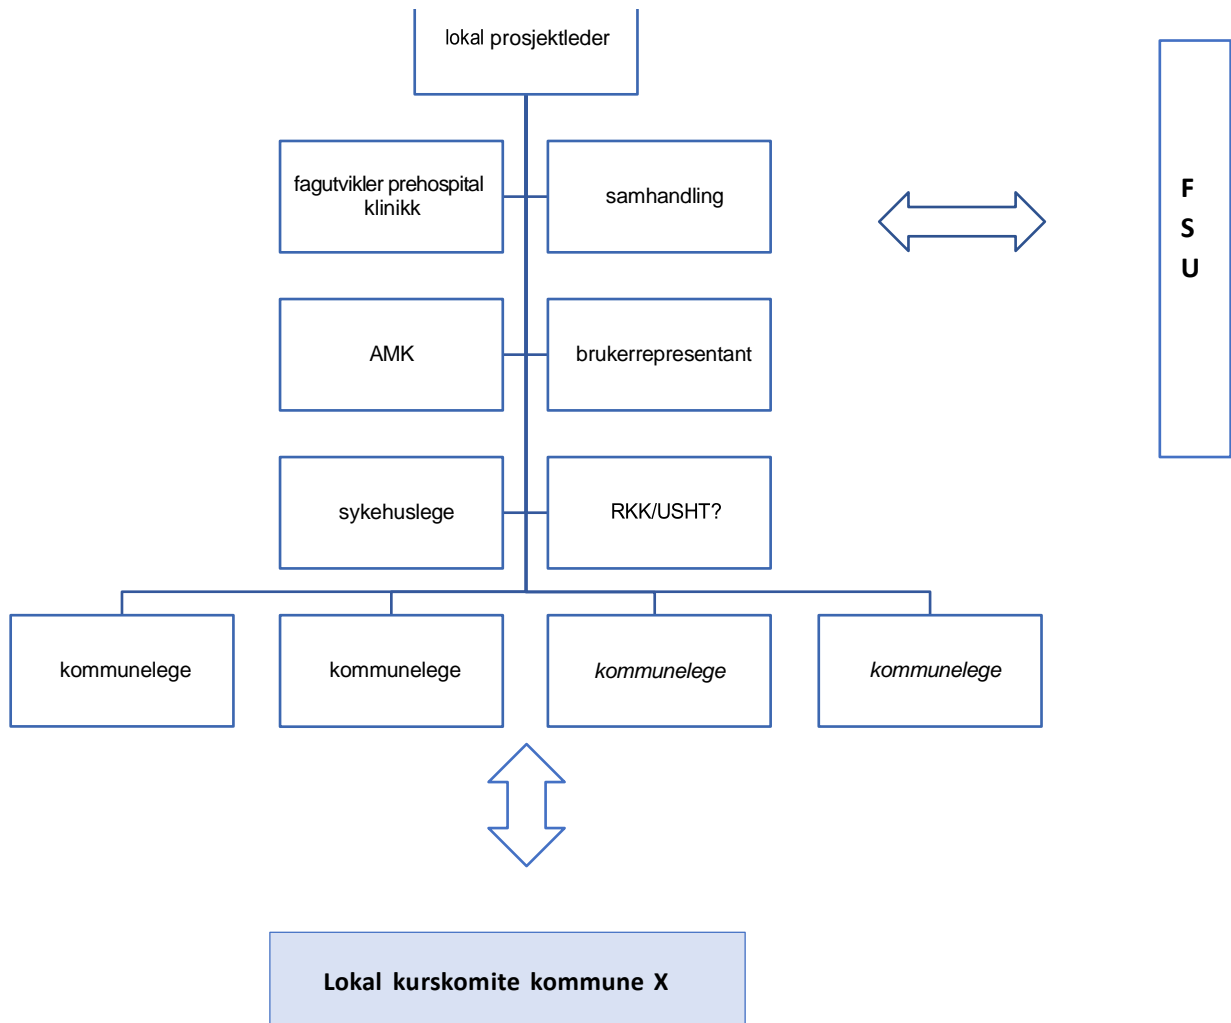 lokal prosjektleder
fagutvikler prehospital
klinikk
samhandling
F
S
U
AMK
brukerrepresentant
sykehuslege
RKK/USHT?
kommunelege
kommunelege
kommunelege
kommunelege
Lokal kurskomite kommune X